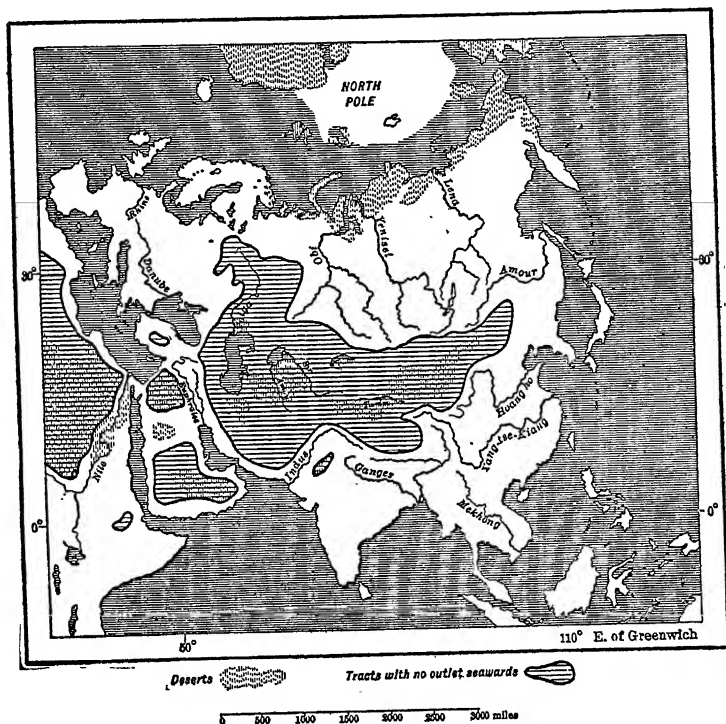 NORTH
POLE
Lena
Yenisei
Obi
Rhine
Danube
Amour
30°
60°
Hoang ho
Yang-tse-Kiang
Indus
Ganges
Mekhong
Nile
0°
0°
50°
110° E. of Greenwich
Deserts
Tracts with no outlet seawards
0 500 1000 1500 2000 2500 3000 miles